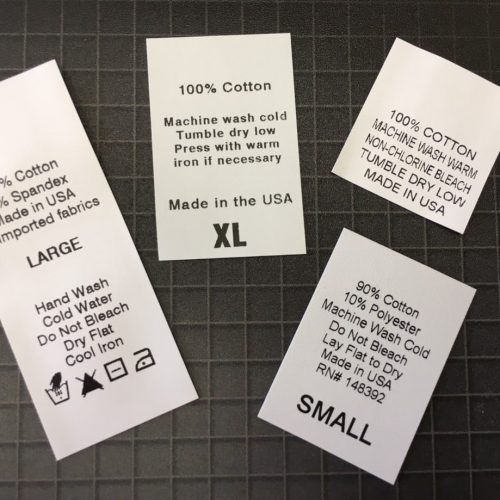 % Cotton
% Spandex
Made in USA
Imported fabrics
LARGE
Hand Wash
Cold Water
Do Not Bleach
Dry Flat
Cool Iron
100% Cotton
Machine wash cold
Tumble dry low
Press with warm
iron if necessary
Made in the USA
XL
100% COTTON
MACHINE WASH WARM
NON-CHLORINE BLEACH
TUMBLE DRY LOW
MADE IN USA
90% Cotton
10% Polyester
Machine Wash Cold
Do Not Bleach
Lay Flat to Dry
Made in USA
RN# 148392
SMALL